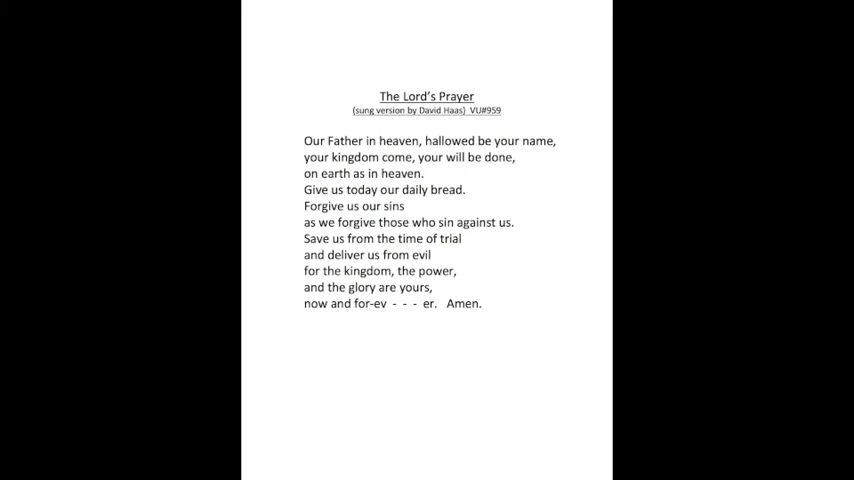 The Lord's Prayer
(sung version by David Haas) VU#959
Our Father in heaven, hallowed be your name,
your kingdom come, your will be done,
on earth as in heaven.
Give us today our daily bread.
Forgive us our sins
as we forgive those who sin against us.
Save us from the time of trial
and deliver us from evil
for the kingdom, the power,
and the glory are yours,
now and for-ev - - - er. Amen.